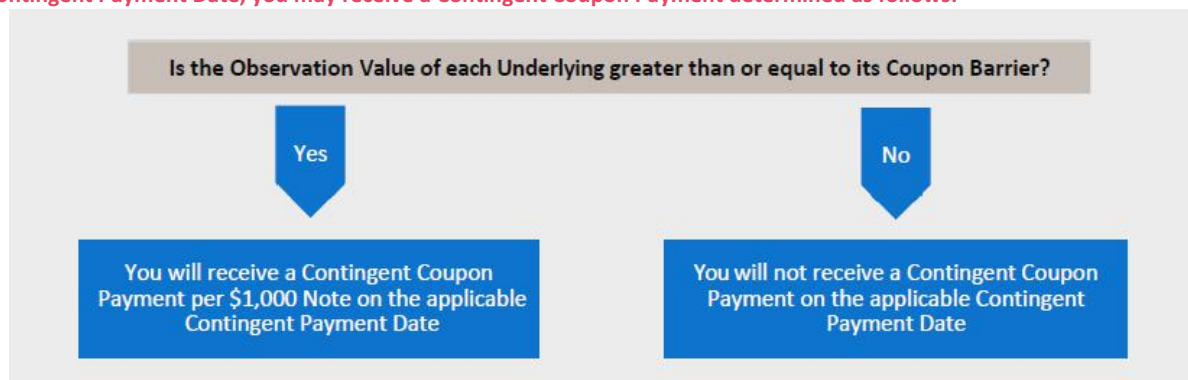 Contingent Payment Date, you may receive a Contingent Coupon Payment determined as follows:
Is the Observation Value of each Underlying greater than or equal to its Coupon Barrier?
Yes
No
You will receive a Contingent Coupon
Payment per $1,000 Note on the applicable
Contingent Payment Date
You will not receive a Contingent Coupon
Payment on the applicable Contingent
Payment Date